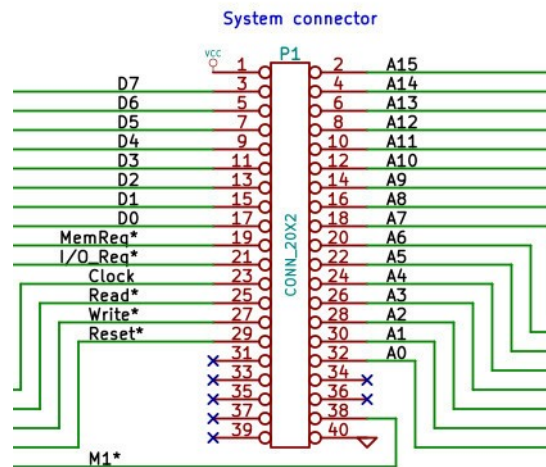 System connector
VCC P1
1 2 A15
D7 3 4 A14
D6 5 6 A13
D5 7 8 A12
D4 9 10 A11
D3 11 12 A10
D2 13 14 A9
D1 15 16 A8
D0 17 18 A7
MemReq* 19 20 A6
I/O_Req* 21 22 A5
Clock 23 24 A4
Read* 25 26 A3
Write* 27 28 A2
Reset* 29 30 A1
31 32 A0
33 34
35 36
37 38
39 40
CONN_20X2
M1*